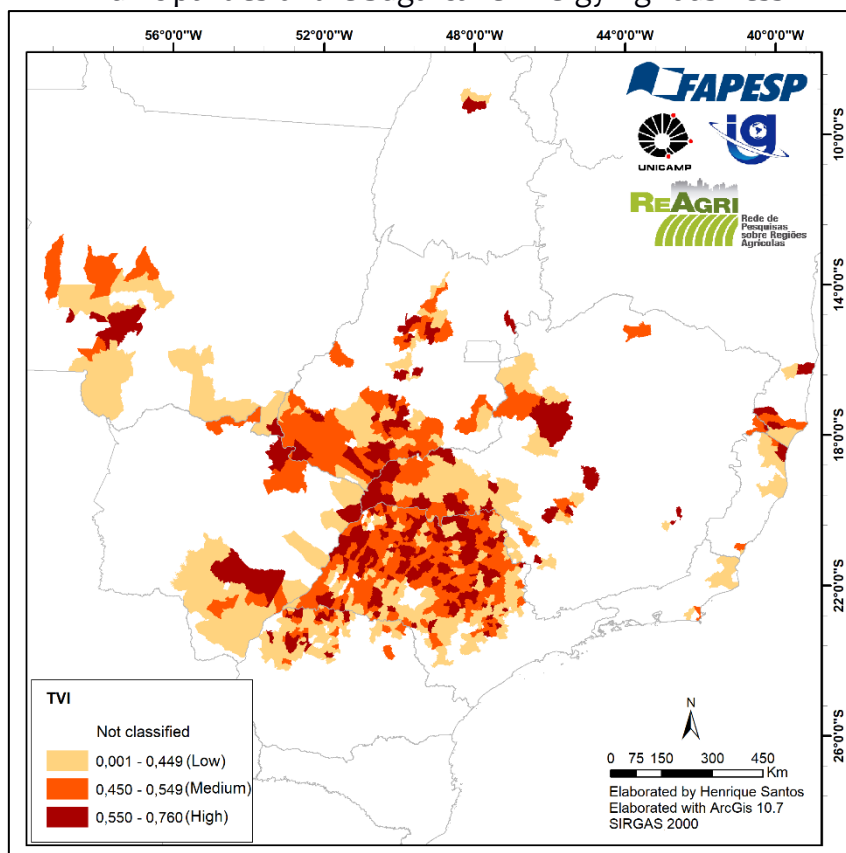 56°0'0"W 52°0'0"W 48°0'0"W 44°0'0"W 40°0'0"W
FAPESP
UNICAMP
ig
REAGRI
Rede de
Pesquisas
sobre Regiões
Agrícolas
10°0'0"S
14°0'0"S
18°0'0"S
22°0'0"S
26°0'0"S
TVI
Not classified
0,001 - 0,449 (Low)
0,450 - 0,549 (Medium)
0,550 - 0,760 (High)
N
0 75 150 300 450
Km
Elaborated by Henrique Santos
Elaborated with ArcGis 10.7
SIRGAS 2000